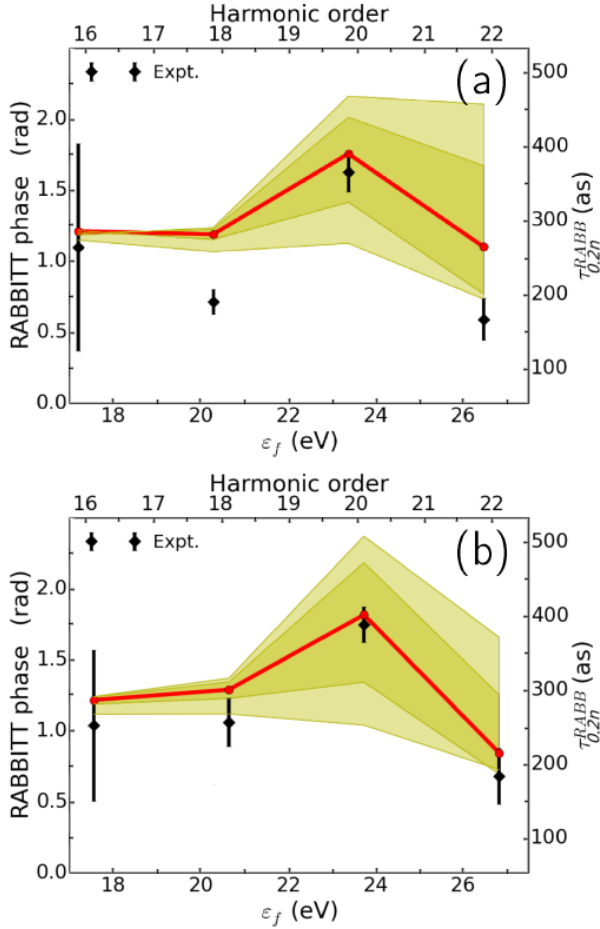 Harmonic order
16 17 18 19 20 21 22
Expt.
(a)
RABBITT phase (rad)
0.0 0.5 1.0 1.5 2.0
τ_{0.2n}^{RABB} (as)
100 200 300 400 500
18 20 22 24 26
ε_f (eV)
Harmonic order
16 17 18 19 20 21 22
Expt.
(b)
RABBITT phase (rad)
0.0 0.5 1.0 1.5 2.0
τ_{0.2n}^{RABB} (as)
100 200 300 400 500
18 20 22 24 26
ε_f (eV)